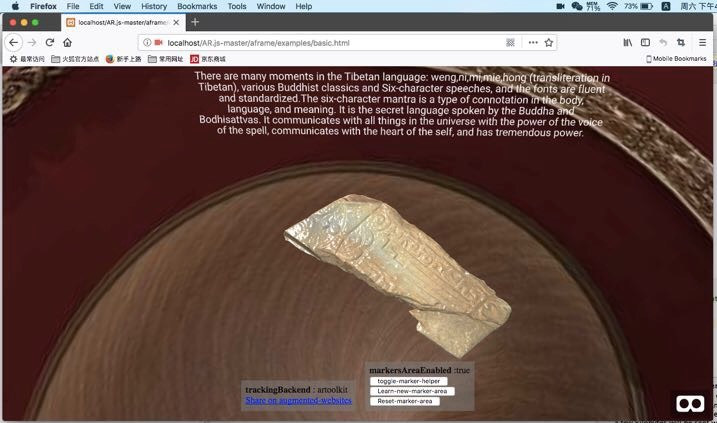 Firefox File Edit View History Bookmarks Tools Window Help
71% 73% 周六 下午4
localhost/AR.js-master/aframe/
localhost/AR.js-master/aframe/examples/basic.html
最常访问 火狐官方站点 新手上路 常用网址 京东商城 Mobile Bookmarks
There are many moments in the Tibetan language: weng,ni,mi,mie,hong (transliteration in
Tibetan), various Buddhist classics and Six-character speeches, and the fonts are fluent
and standardized.The six-character mantra is a type of connotation in the body,
language, and meaning. It is the secret language spoken by the Buddha and
Bodhisattvas. It communicates with all things in the universe with the power of the voice
of the spell, communicates with the heart of the self, and has tremendous power.
markersAreaEnabled :true
toggle-marker-helper
Learn-new-marker-area
Reset-marker-area
trackingBackend : artoolkit
Share on augmented-websites